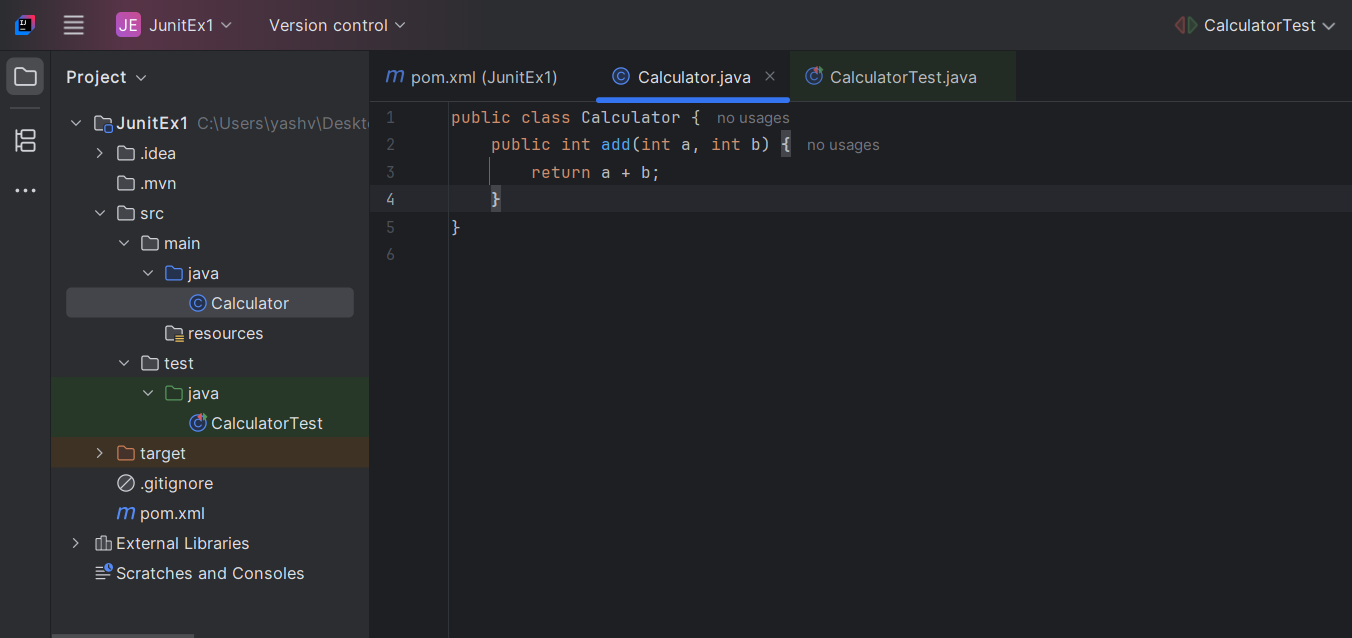 JE JunitEx1 Version control CalculatorTest
Project
pom.xml (JunitEx1) Calculator.java CalculatorTest.java
JunitEx1 C:\Users\yashv\Deskt
.idea
.mvn
src
main
java
Calculator
resources
test
java
CalculatorTest
target
.gitignore
pom.xml
External Libraries
Scratches and Consoles
1 public class Calculator { no usages
2 public int add(int a, int b) { no usages
3 return a + b;
4 }
5 }
6